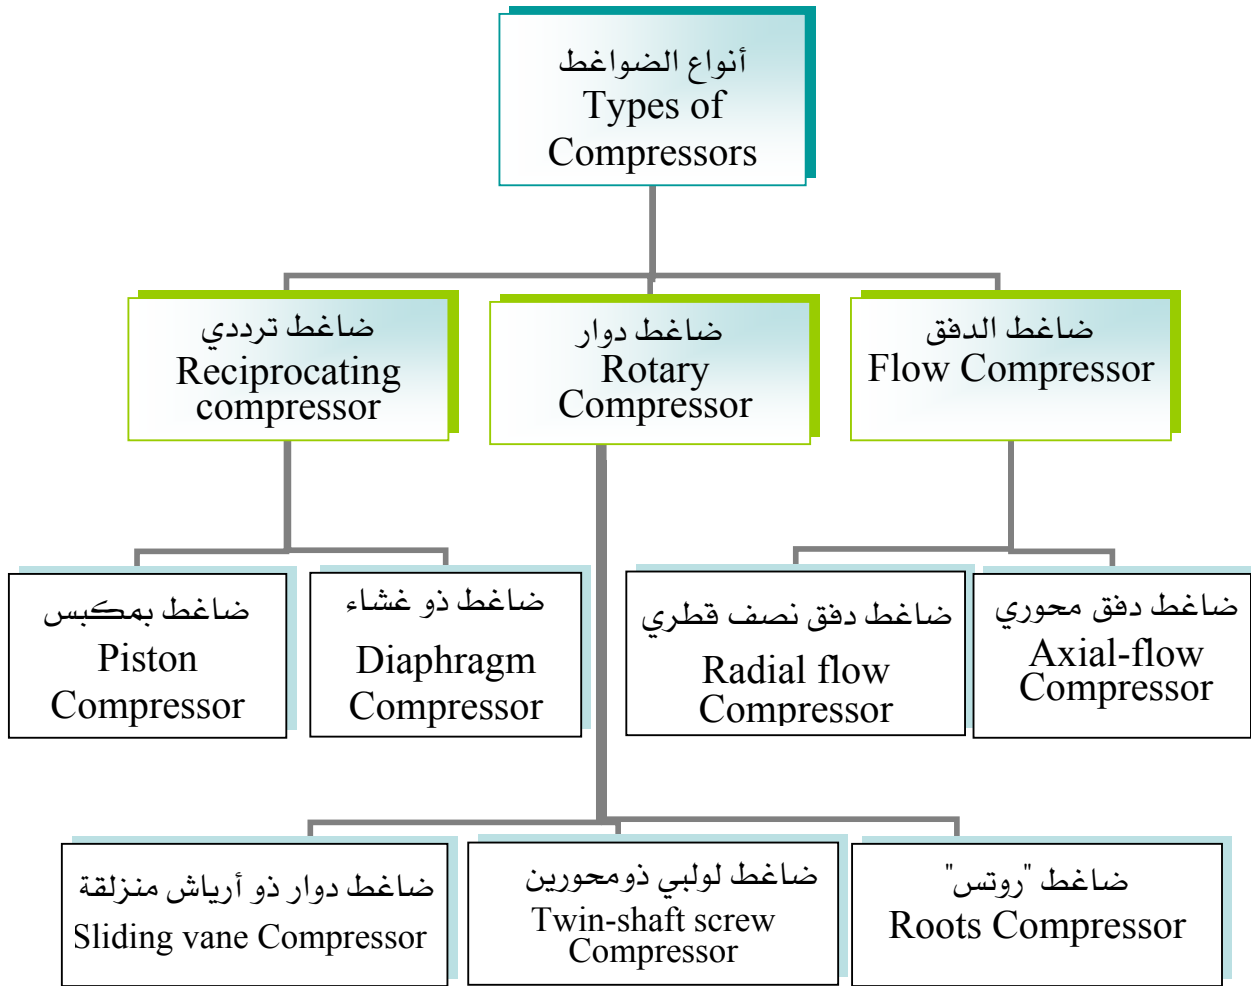 أنواع الضواغط
Types of
Compressors
ضاغط ترددي
Reciprocating
compressor
ضاغط دوار
Rotary
Compressor
ضاغط الدفق
Flow Compressor
ضاغط بمكبس
Piston
Compressor
ضاغط ذو غشاء
Diaphragm
Compressor
ضاغط دفق نصف قطري
Radial flow
Compressor
ضاغط دفق محوري
Axial-flow
Compressor
ضاغط دوار ذو أرياش منزلقة
Sliding vane Compressor
ضاغط لولبي ذومحورين
Twin-shaft screw
Compressor
ضاغط "روتس"
Roots Compressor